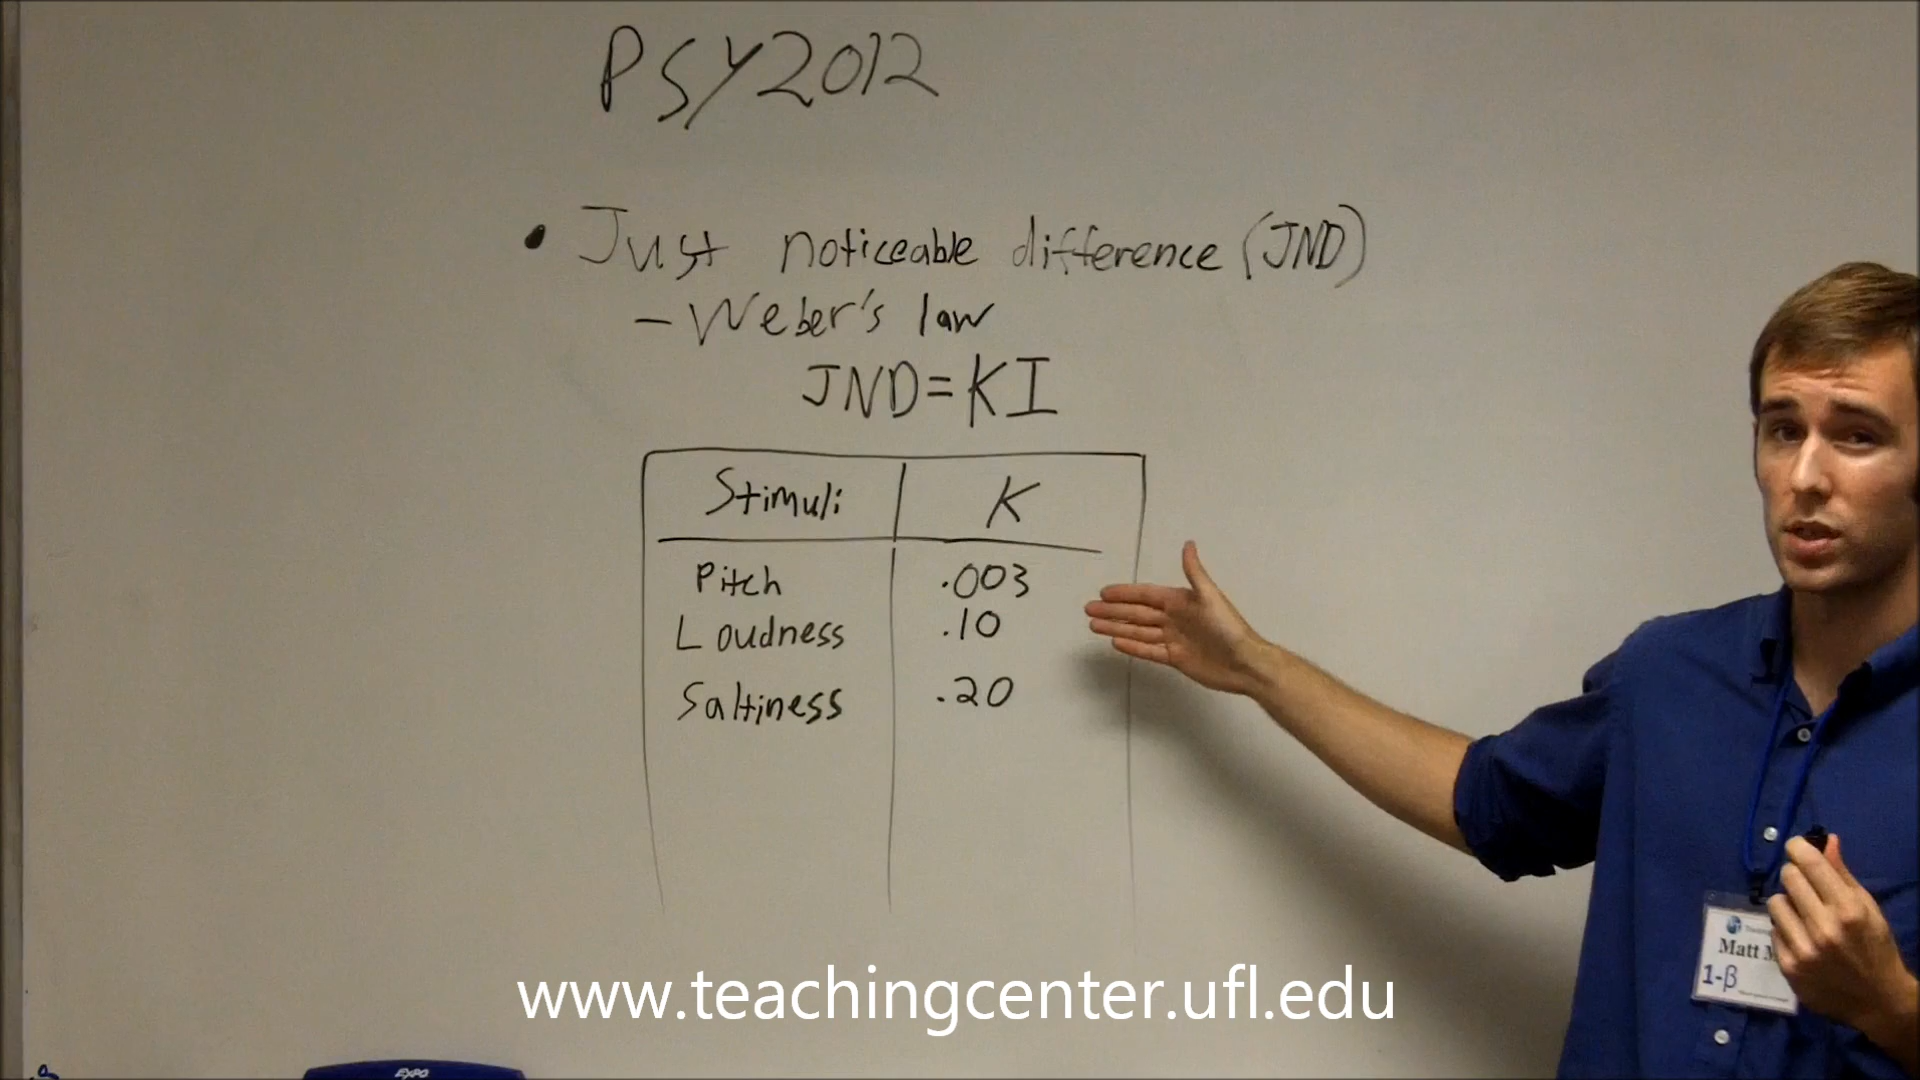 PSY2012
• Just noticeable difference (JND)
– Weber's law
JND=KI
Stimuli K
Pitch .003
Loudness .10
Saltiness .20
Matt M
1-β
www.teachingcenter.ufl.edu
EXPO